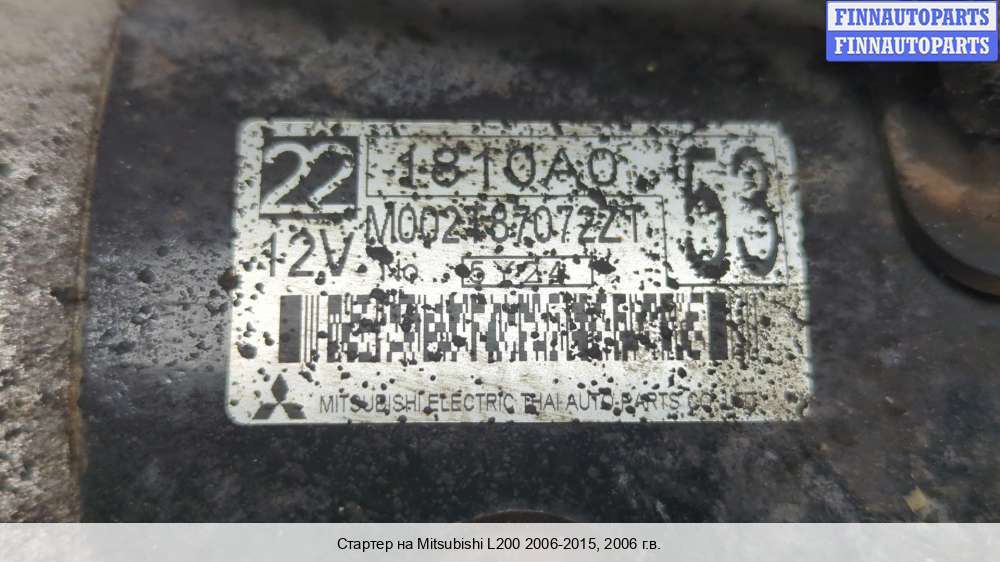 FINNAUTOPARTS
FINNAUTOPARTS
22
1810A0
53
M002T87072ZT
12V
No
5Y24
MITSUBISHI ELECTRIC THAI AUTO-PARTS CO., LTD.
Стартер на Mitsubishi L200 2006-2015, 2006 г.в.